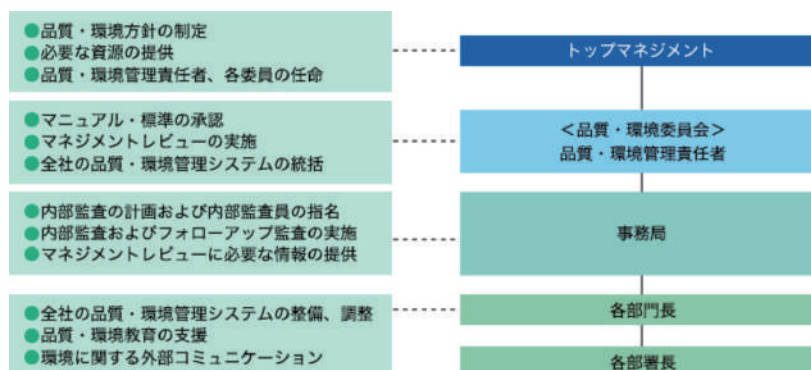 ●品質・環境方針の制定
●必要な資源の提供
●品質・環境管理責任者、各委員の任命
トップマネジメント
●マニュアル・標準の承認
●マネジメントレビューの実施
●全社の品質・環境管理システムの統括
＜品質・環境委員会＞
品質・環境管理責任者
●内部監査の計画および内部監査員の指名
●内部監査およびフォローアップ監査の実施
●マネジメントレビューに必要な情報の提供
事務局
●全社の品質・環境管理システムの整備、調整
●品質・環境教育の支援
●環境に関する外部コミュニケーション
各部門長
各部署長